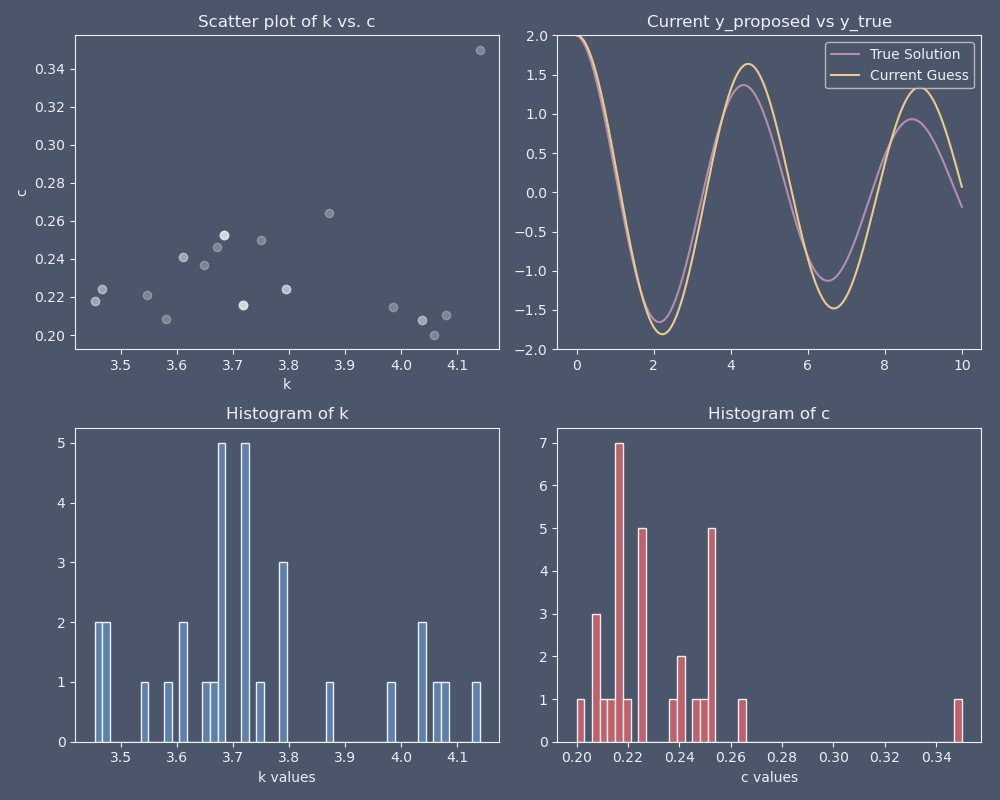 Scatter plot of k vs. c
c
0.34
0.32
0.30
0.28
0.26
0.24
0.22
0.20
3.5 3.6 3.7 3.8 3.9 4.0 4.1
k
Current y_proposed vs y_true
True Solution
Current Guess
2.0
1.5
1.0
0.5
0.0
−0.5
−1.0
−1.5
−2.0
0 2 4 6 8 10
Histogram of k
5
4
3
2
1
0
3.5 3.6 3.7 3.8 3.9 4.0 4.1
k values
Histogram of c
7
6
5
4
3
2
1
0
0.20 0.22 0.24 0.26 0.28 0.30 0.32 0.34
c values